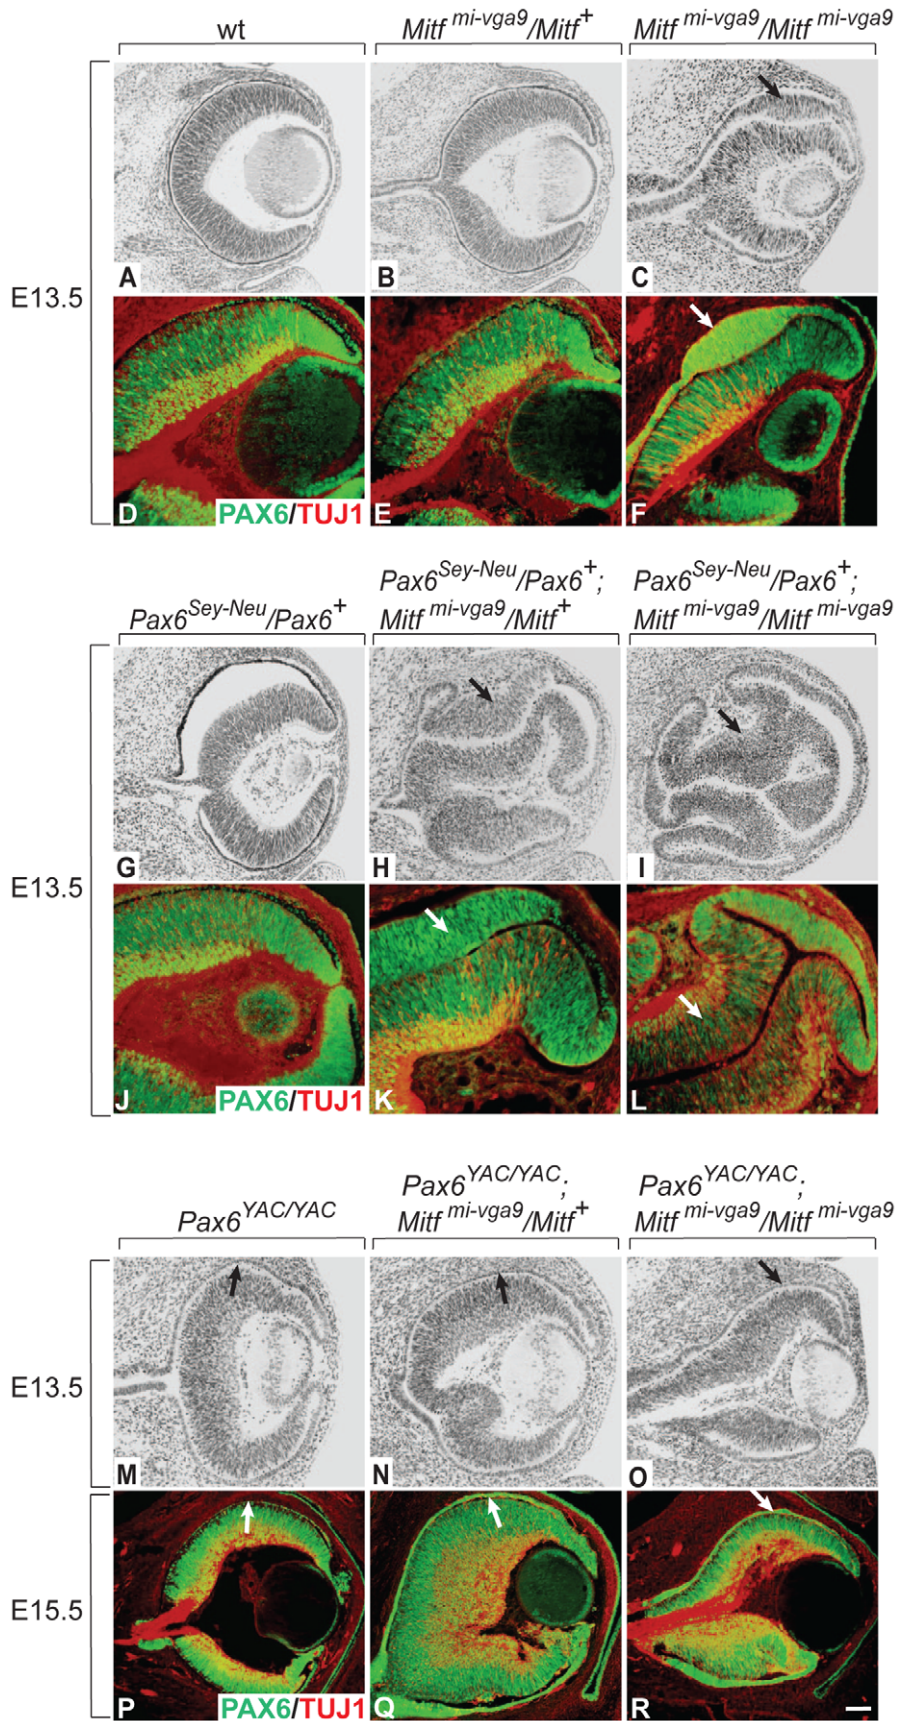 wt
Mitf mi-vga9/Mitf+
Mitf mi-vga9/Mitf mi-vga9
E13.5
A
B
C
D
PAX6/TUJ1
E
F
Pax6Sey-Neu/Pax6+
Pax6Sey-Neu/Pax6+;
Mitf mi-vga9/Mitf+
Pax6Sey-Neu/Pax6+;
Mitf mi-vga9/Mitf mi-vga9
E13.5
G
H
I
J
PAX6/TUJ1
K
L
Pax6YAC/YAC
Pax6YAC/YAC;
Mitf mi-vga9/Mitf+
Pax6YAC/YAC;
Mitf mi-vga9/Mitf mi-vga9
E13.5
M
N
O
E15.5
P
PAX6/TUJ1
Q
R